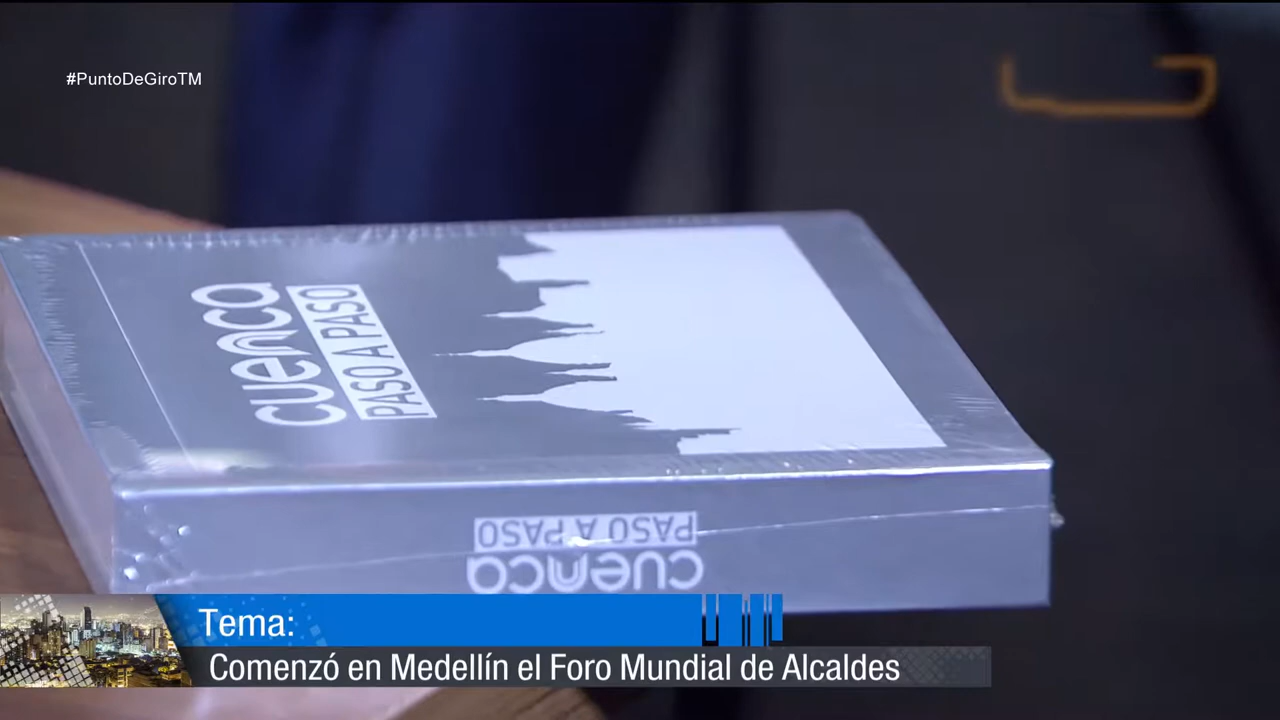 #PuntoDeGiroTM
cuenca
PASO A PASO
cuenca
PASO A PASO
Tema:
Comenzó en Medellín el Foro Mundial de Alcaldes